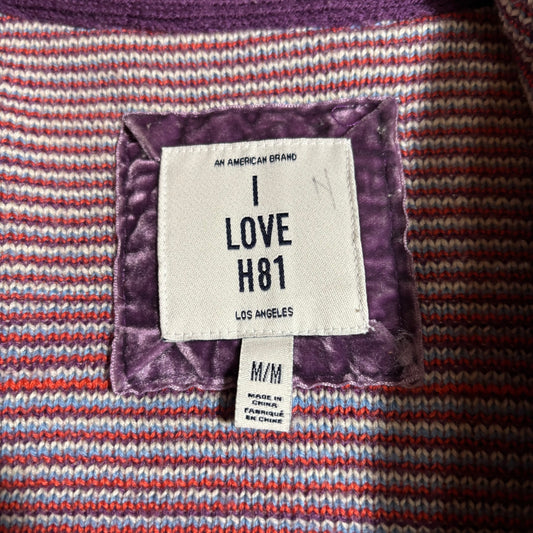 AN AMERICAN BRAND
I
LOVE
H81
LOS ANGELES
M/M
MADE IN
CHINA
FABRIQUÉ
EN CHINE